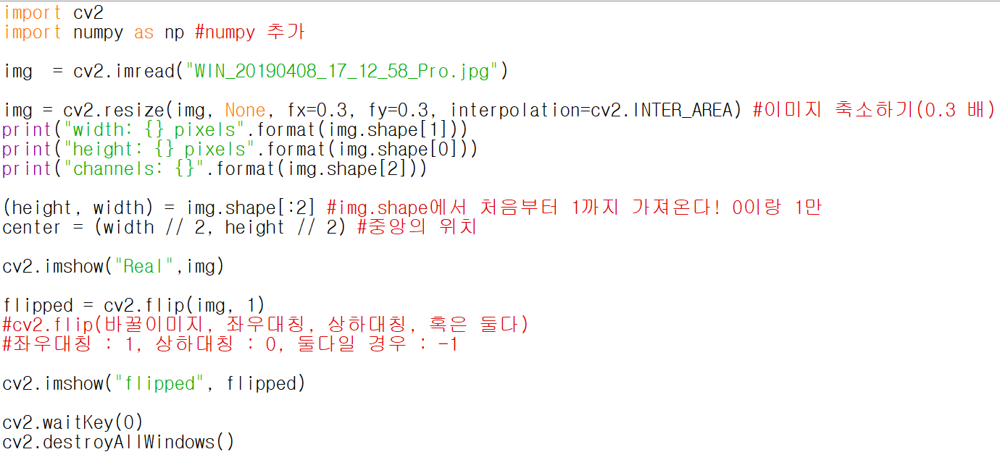 import cv2
import numpy as np #numpy 추가
img  = cv2.imread("WIN_20190408_17_12_58_Pro.jpg")
img = cv2.resize(img, None, fx=0.3, fy=0.3, interpolation=cv2.INTER_AREA) #이미지 축소하기(0.3 배)
print("width: {} pixels".format(img.shape[1]))
print("height: {} pixels".format(img.shape[0]))
print("channels: {}".format(img.shape[2]))
(height, width) = img.shape[:2] #img.shape에서 처음부터 1까지 가져온다! 0이랑 1만
center = (width // 2, height // 2) #중앙의 위치
cv2.imshow("Real",img)
flipped = cv2.flip(img, 1)
#cv2.flip(바꿀이미지, 좌우대칭, 상하대칭, 혹은 둘다)
#좌우대칭 : 1, 상하대칭 : 0, 둘다일 경우 : -1
cv2.imshow("flipped", flipped)
cv2.waitKey(0)
cv2.destroyAllWindows()